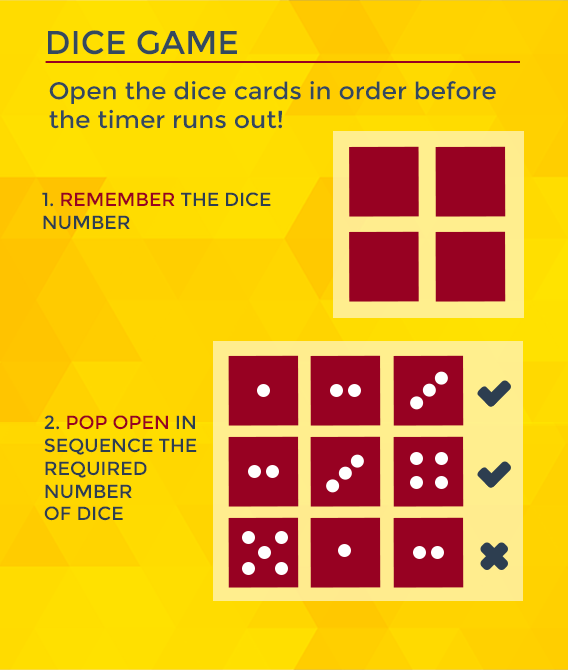 DICE GAME
Open the dice cards in order before
the timer runs out!
1. REMEMBER THE DICE
NUMBER
2. POP OPEN IN
SEQUENCE THE
REQUIRED
NUMBER
OF DICE